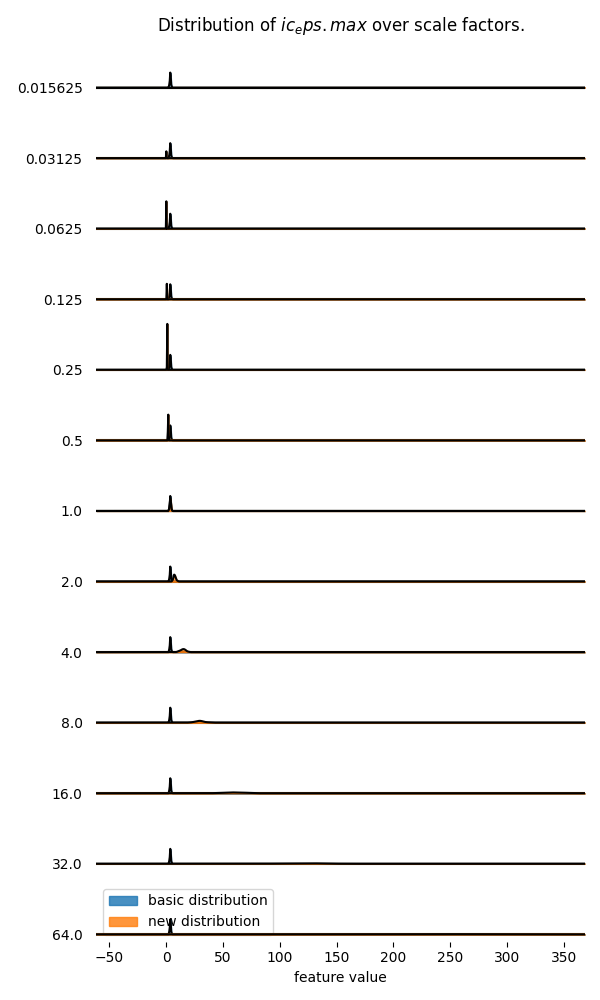 Distribution of ic_eps.max over scale factors.
0.015625
0.03125
0.0625
0.125
0.25
0.5
1.0
2.0
4.0
8.0
16.0
32.0
64.0
basic distribution
new distribution
−50 0 50 100 150 200 250 300 350
feature value